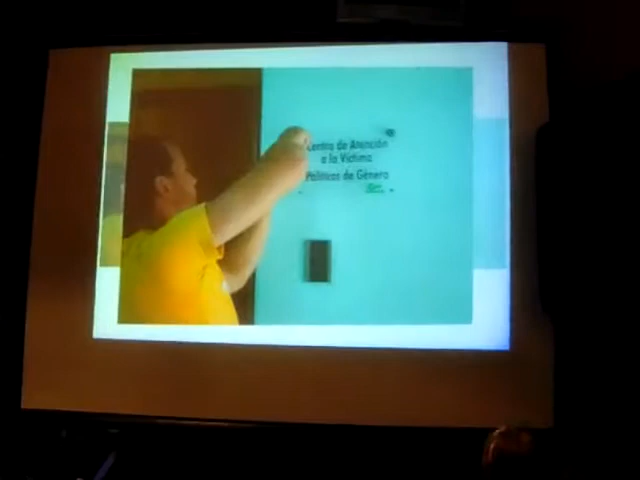 Centro de Atención
a la Víctima
Políticas de Género